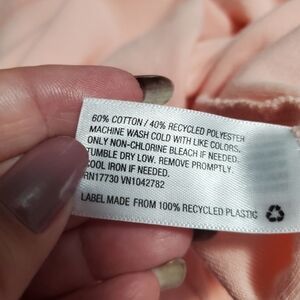 60% COTTON / 40% RECYCLED POLYESTER
MACHINE WASH COLD WITH LIKE COLORS.
ONLY NON-CHLORINE BLEACH IF NEEDED.
TUMBLE DRY LOW. REMOVE PROMPTLY.
COOL IRON IF NEEDED.
RN17730 VN1042782
LABEL MADE FROM 100% RECYCLED PLASTIC